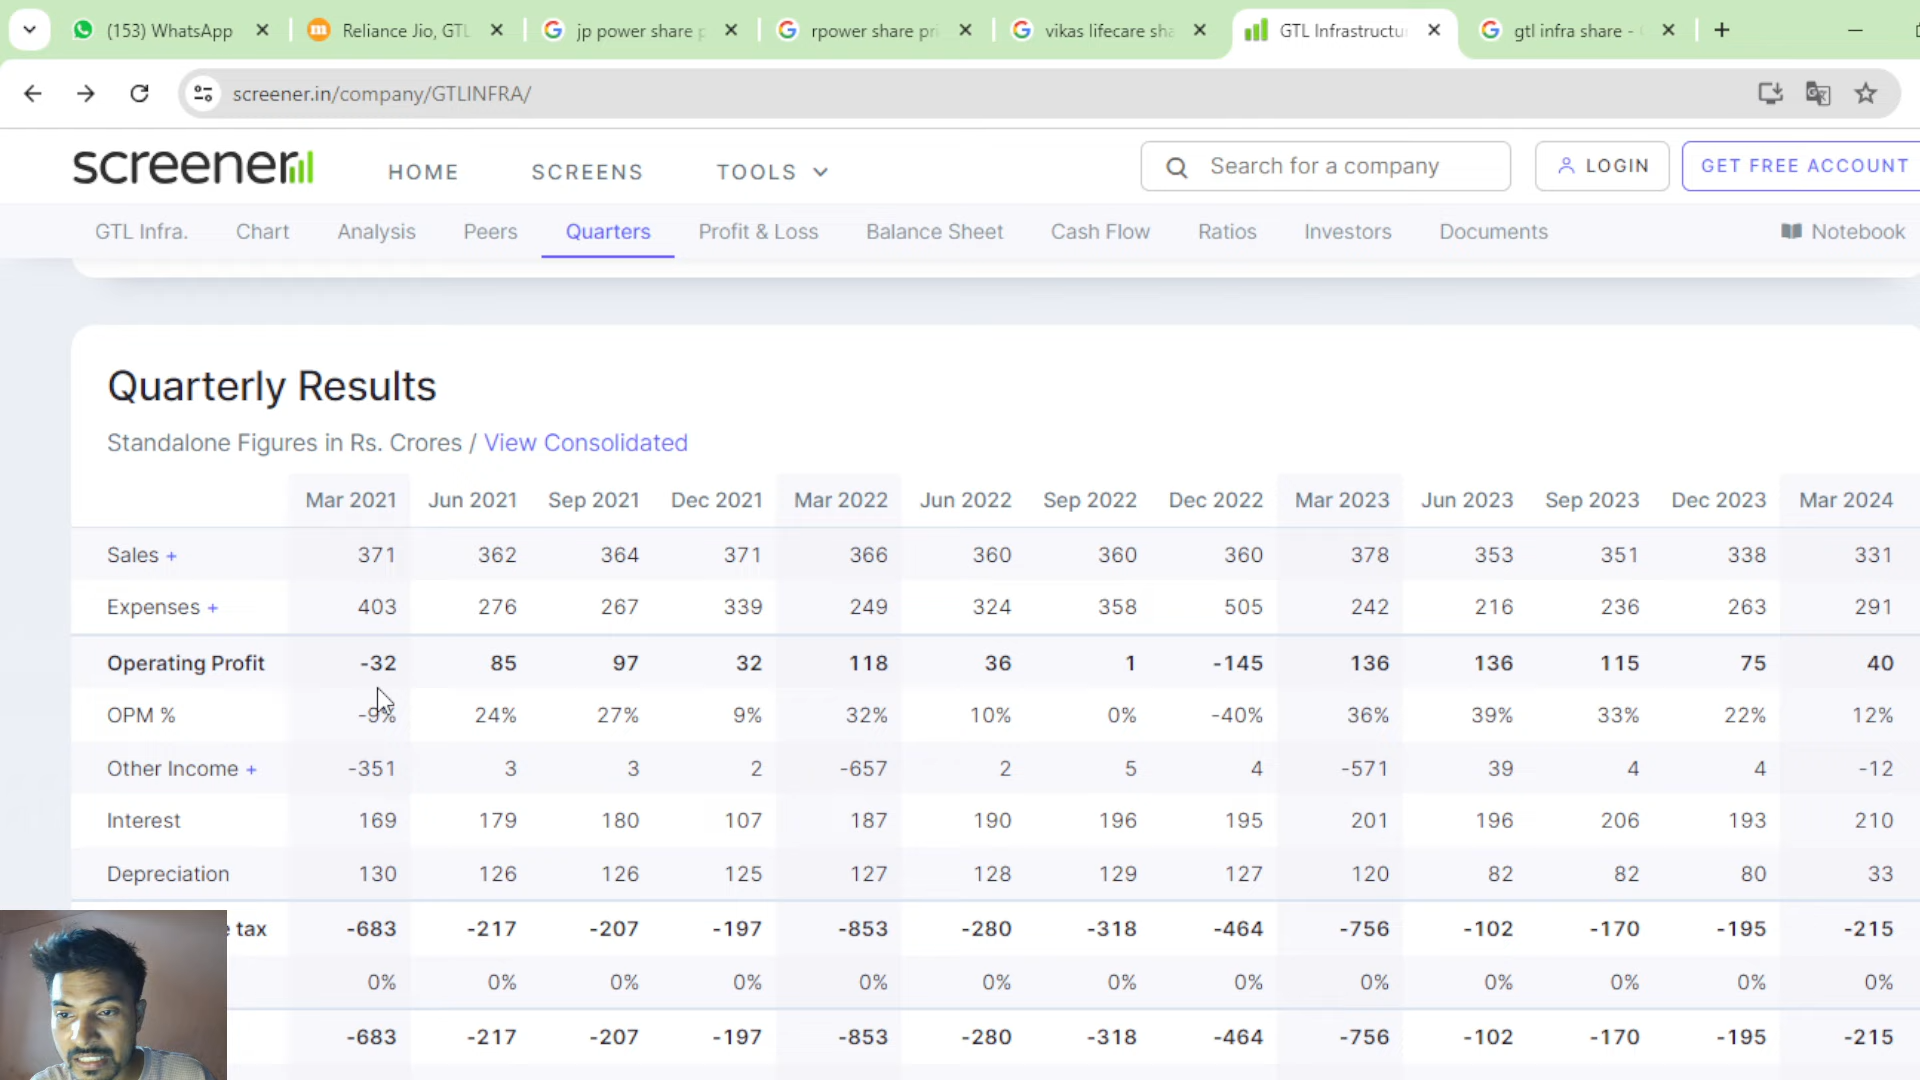 (153) WhatsApp
Reliance Jio, GTL
jp power share p
rpower share pri
vikas lifecare sha
GTL Infrastructur
gtl infra share -
screener.in/company/GTLINFRA/
screener HOME SCREENS TOOLS Search for a company LOGIN GET FREE ACCOUNT
GTL Infra. Chart Analysis Peers Quarters Profit & Loss Balance Sheet Cash Flow Ratios Investors Documents Notebook
Quarterly Results
Standalone Figures in Rs. Crores / View Consolidated
Mar 2021 Jun 2021 Sep 2021 Dec 2021 Mar 2022 Jun 2022 Sep 2022 Dec 2022 Mar 2023 Jun 2023 Sep 2023 Dec 2023 Mar 2024
Sales + 371 362 364 371 366 360 360 360 378 353 351 338 331
Expenses + 403 276 267 339 249 324 358 505 242 216 236 263 291
Operating Profit -32 85 97 32 118 36 1 -145 136 136 115 75 40
OPM % -9% 24% 27% 9% 32% 10% 0% -40% 36% 39% 33% 22% 12%
Other Income + -351 3 3 2 -657 2 5 4 -571 39 4 4 -12
Interest 169 179 180 107 187 190 196 195 201 196 206 193 210
Depreciation 130 126 126 125 127 128 129 127 120 82 82 80 33
tax -683 -217 -207 -197 -853 -280 -318 -464 -756 -102 -170 -195 -215
0% 0% 0% 0% 0% 0% 0% 0% 0% 0% 0% 0% 0%
-683 -217 -207 -197 -853 -280 -318 -464 -756 -102 -170 -195 -215